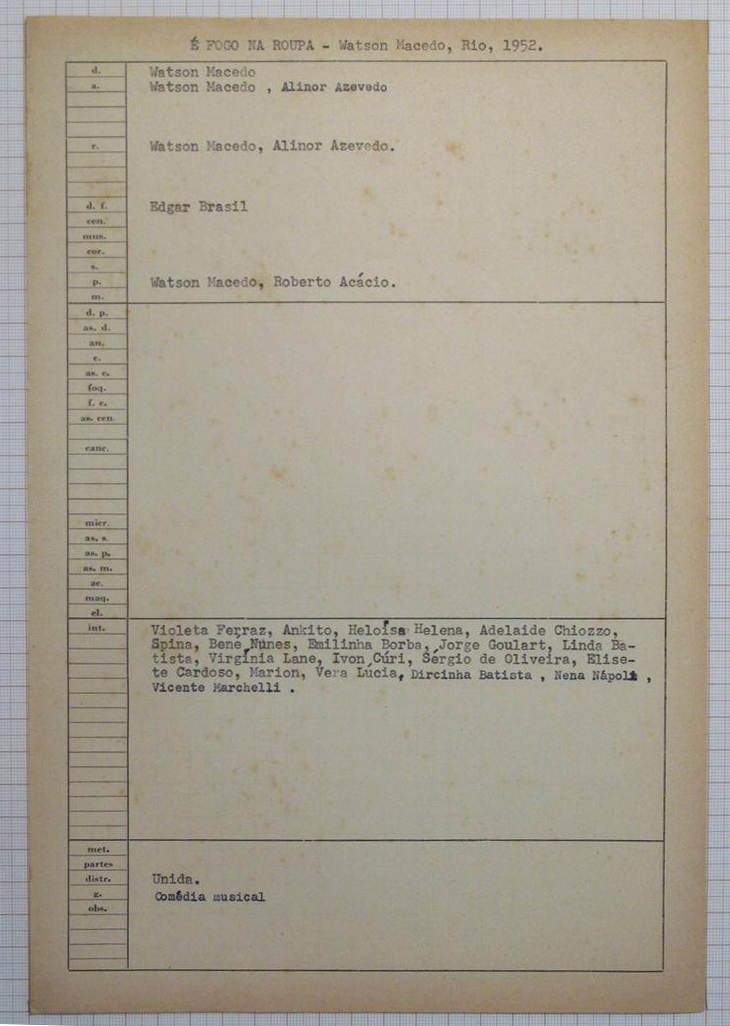 É FOGO NA ROUPA - Watson Macedo, Rio, 1952.
d. Watson Macedo
a. Watson Macedo , Alinor Azevedo
r. Watson Macedo, Alinor Azevedo.
d. f. Edgar Brasil
cen.
mus.
cor.
s.
p. Watson Macedo, Roberto Acácio.
m.
d. p.
as. d.
an.
c.
as. c.
foq.
f. c.
as. cen.
canç.
micr.
as. s.
as. p.
as. m.
ae.
maq.
el.
int. Violeta Ferraz, Ankito, Heloísa Helena, Adelaide Chiozzo,
Spina, Bené Nunes, Emilinha Borba, Jorge Goulart, Linda Ba-
tista, Virgínia Lane, Ivon Cúri, Sérgio de Oliveira, Elise-
te Cardoso, Marion, Vera Lúcia, Dircinha Batista , Nena Nápoli ,
Vicente Marchelli .
met.
partes
distr. Unida.
g. Comédia musical
obs.